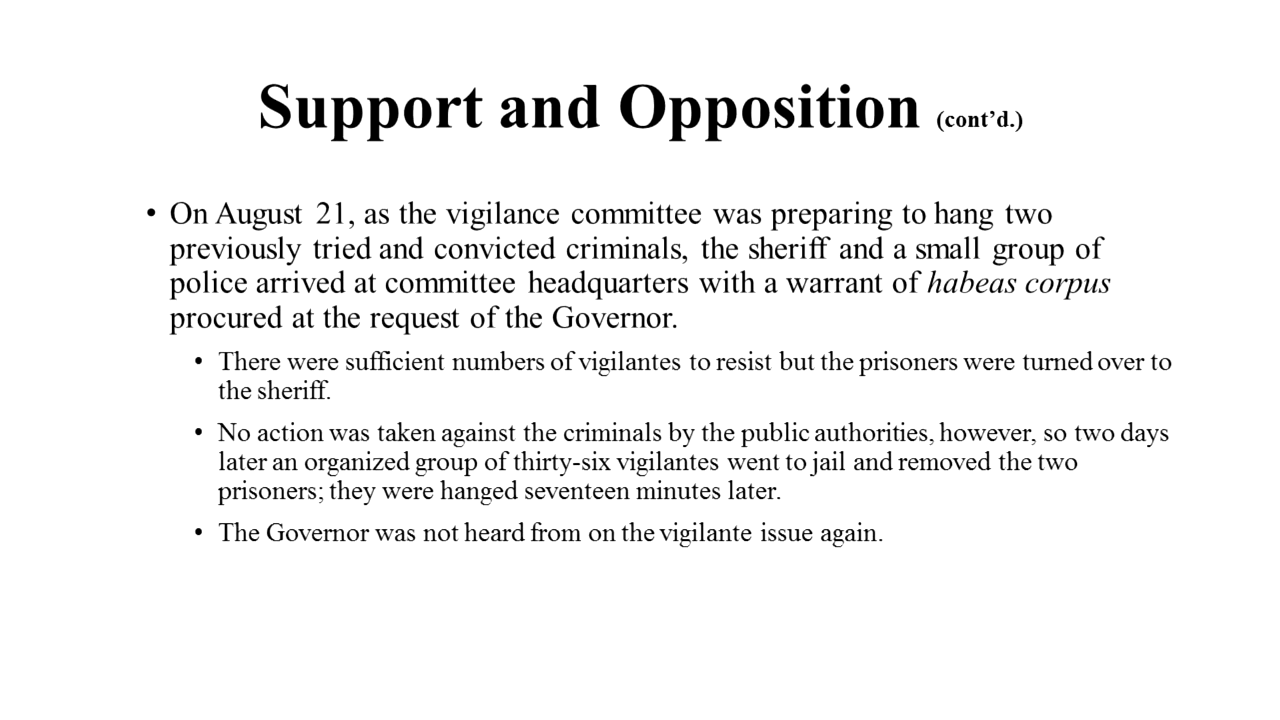 Support and Opposition (cont’d.)
• On August 21, as the vigilance committee was preparing to hang two
previously tried and convicted criminals, the sheriff and a small group of
police arrived at committee headquarters with a warrant of habeas corpus
procured at the request of the Governor.
• There were sufficient numbers of vigilantes to resist but the prisoners were turned over to
the sheriff.
• No action was taken against the criminals by the public authorities, however, so two days
later an organized group of thirty-six vigilantes went to jail and removed the two
prisoners; they were hanged seventeen minutes later.
• The Governor was not heard from on the vigilante issue again.